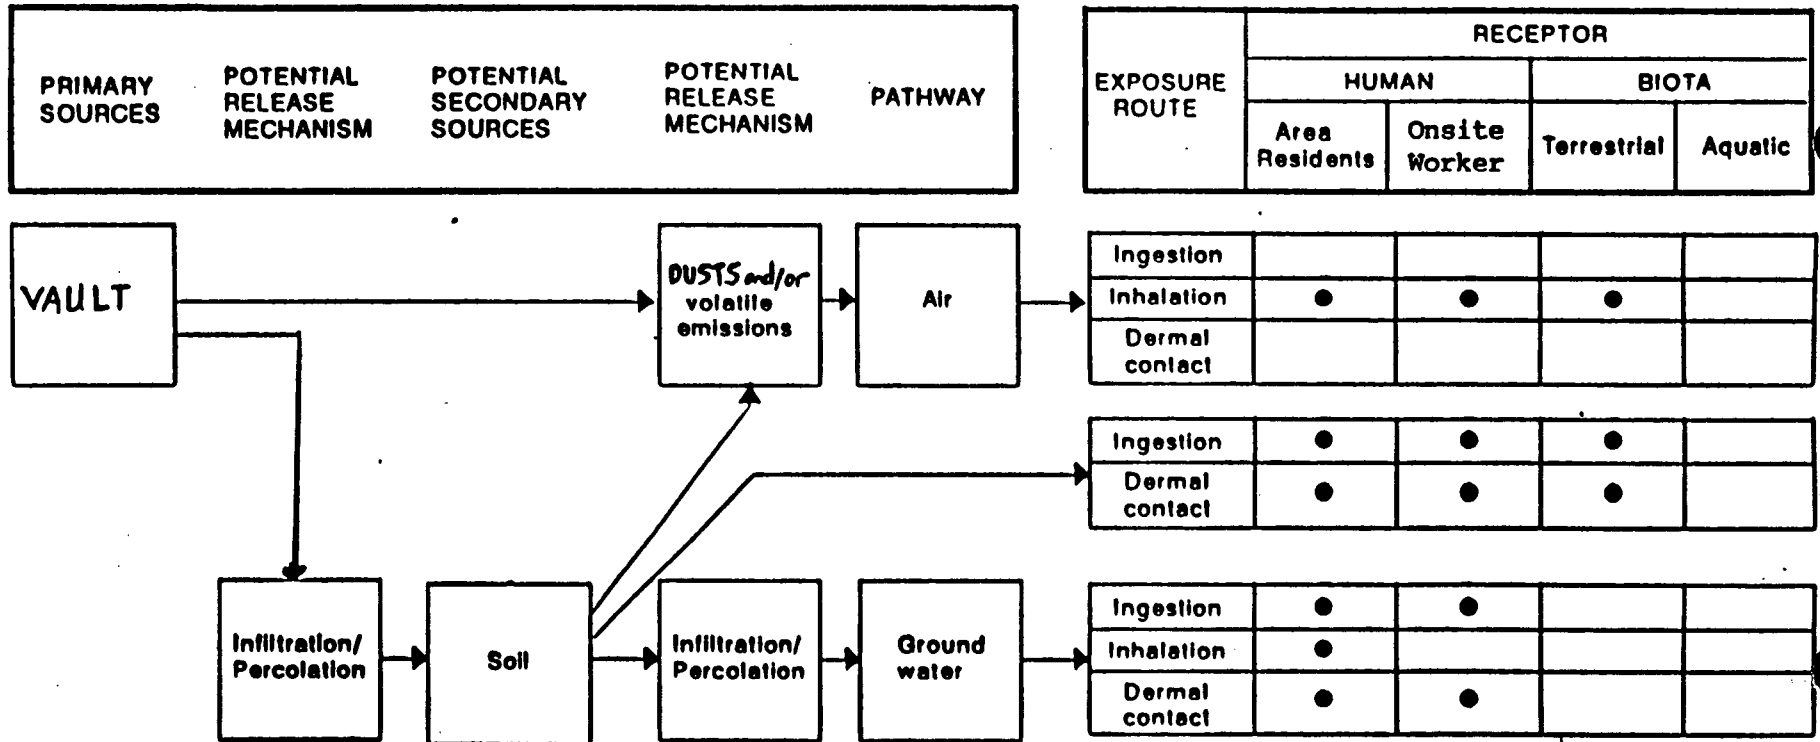 PRIMARY
SOURCES
POTENTIAL
RELEASE
MECHANISM
POTENTIAL
SECONDARY
SOURCES
POTENTIAL
RELEASE
MECHANISM
PATHWAY
EXPOSURE
ROUTE
RECEPTOR
HUMAN
BIOTA
Area
Residents
Onsite
Worker
Terrestrial
Aquatic
VAULT
DUSTS and/or
volatile
emissions
Air
Ingestion
Inhalation
Dermal
contact
Ingestion
Dermal
contact
Infiltration/
Percolation
Soil
Infiltration/
Percolation
Ground
water
Ingestion
Inhalation
Dermal
contact